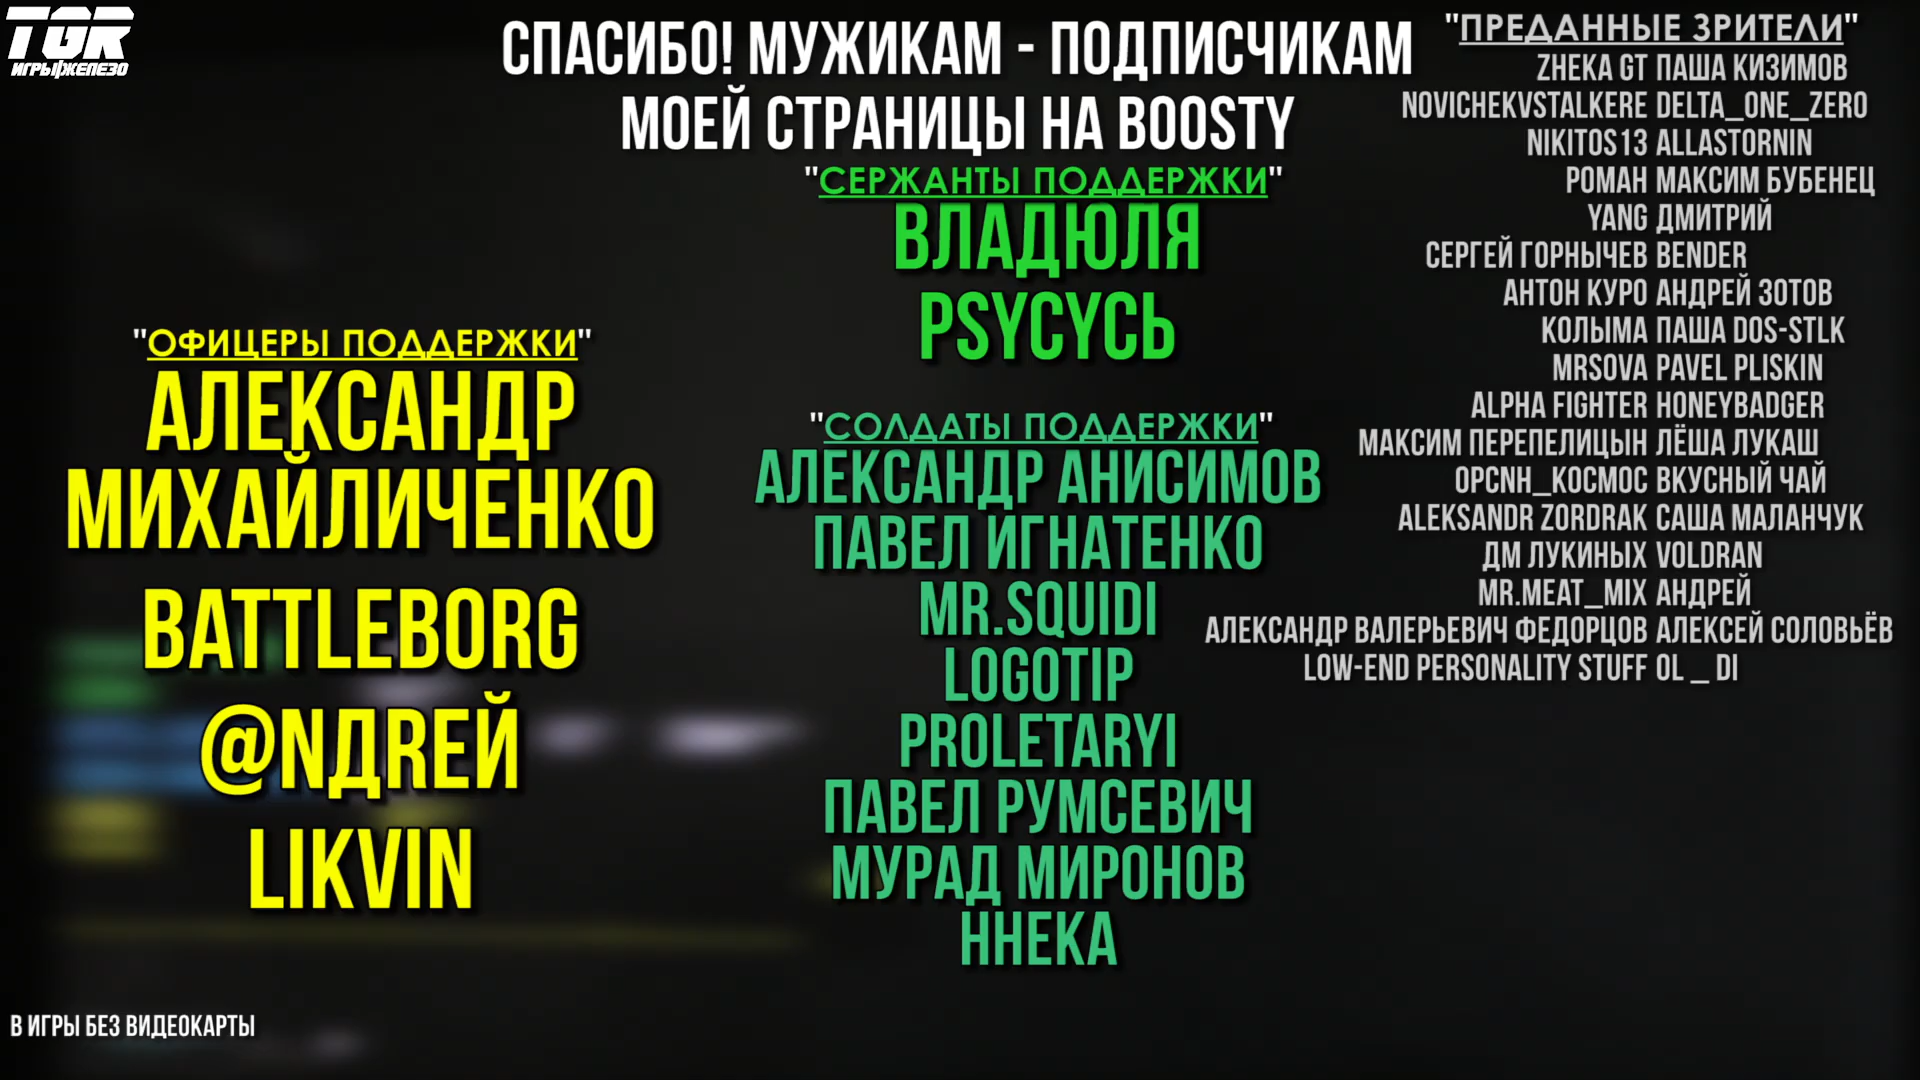 TGR
ИГРЫ|ЖЕЛЕЗО
СПАСИБО! МУЖИКАМ - ПОДПИСЧИКАМ
МОЕЙ СТРАНИЦЫ НА BOOSTY
"ОФИЦЕРЫ ПОДДЕРЖКИ"
АЛЕКСАНДР
МИХАЙЛИЧЕНКО
BATTLEBORG
@NДRЕЙ
LIKVIN
"СЕРЖАНТЫ ПОДДЕРЖКИ"
ВЛАДЮЛЯ
PSYCYCЬ
"СОЛДАТЫ ПОДДЕРЖКИ"
АЛЕКСАНДР АНИСИМОВ
ПАВЕЛ ИГНАТЕНКО
MR.SQUIDI
LOGOTIP
PROLETARYI
ПАВЕЛ РУМСЕВИЧ
МУРАД МИРОНОВ
ННЕКА
"ПРЕДАННЫЕ ЗРИТЕЛИ"
ZHEKA GT ПАША КИЗИМОВ
NOVICHEKVSTALKERE DELTA_ONE_ZERO
NIKITOS13 ALLASTORNIN
РОМАН МАКСИМ БУБЕНЕЦ
YANG ДМИТРИЙ
СЕРГЕЙ ГОРНЫЧЕВ BENDER
АНТОН КУРО АНДРЕЙ ЗОТОВ
КОЛЫМА ПАША DOS-STLK
MRSOVA PAVEL PLISKIN
ALPHA FIGHTER HONEYBADGER
МАКСИМ ПЕРЕПЕЛИЦЫН ЛЁША ЛУКАШ
OPCNH_КОСМОС ВКУСНЫЙ ЧАЙ
ALEKSANDR ZORDRAK САША МАЛАНЧУК
ДМ ЛУКИНЫХ VOLDRAN
MR.MEAT_MIX АНДРЕЙ
АЛЕКСАНДР ВАЛЕРЬЕВИЧ ФЕДОРЦОВ АЛЕКСЕЙ СОЛОВЬЁВ
LOW-END PERSONALITY STUFF OL _ DI
В ИГРЫ БЕЗ ВИДЕОКАРТЫ